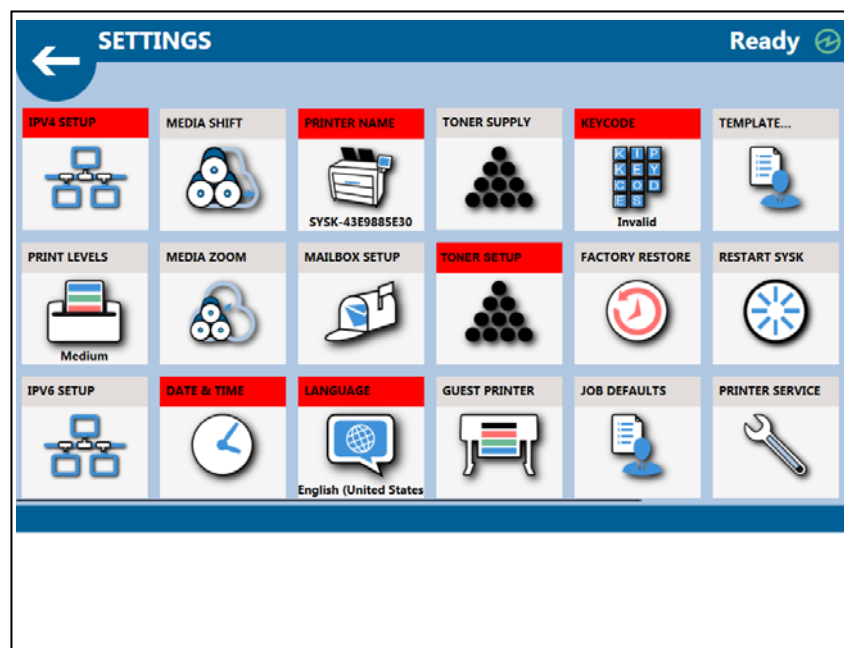 SETTINGS
Ready
IPV4 SETUP
MEDIA SHIFT
PRINTER NAME
TONER SUPPLY
KEYCODE
TEMPLATE...
K I P
K E Y
C O D
E S
SYSK-43E9885E30
Invalid
PRINT LEVELS
MEDIA ZOOM
MAILBOX SETUP
TONER SETUP
FACTORY RESTORE
RESTART SYSK
Medium
IPV6 SETUP
DATE & TIME
LANGUAGE
GUEST PRINTER
JOB DEFAULTS
PRINTER SERVICE
English (United States